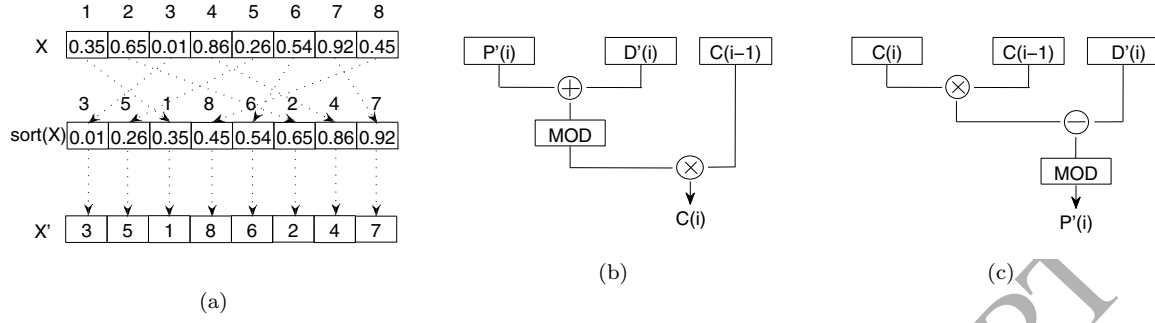 1 2 3 4 5 6 7 8
X 0.35 0.65 0.01 0.86 0.26 0.54 0.92 0.45
3 5 1 8 6 2 4 7
sort(X) 0.01 0.26 0.35 0.45 0.54 0.65 0.86 0.92
X' 3 5 1 8 6 2 4 7
(a)
P'(i) D'(i) C(i−1)
+
MOD
×
C(i)
(b)
C(i) C(i−1) D'(i)
×
−
MOD
P'(i)
(c)
PT